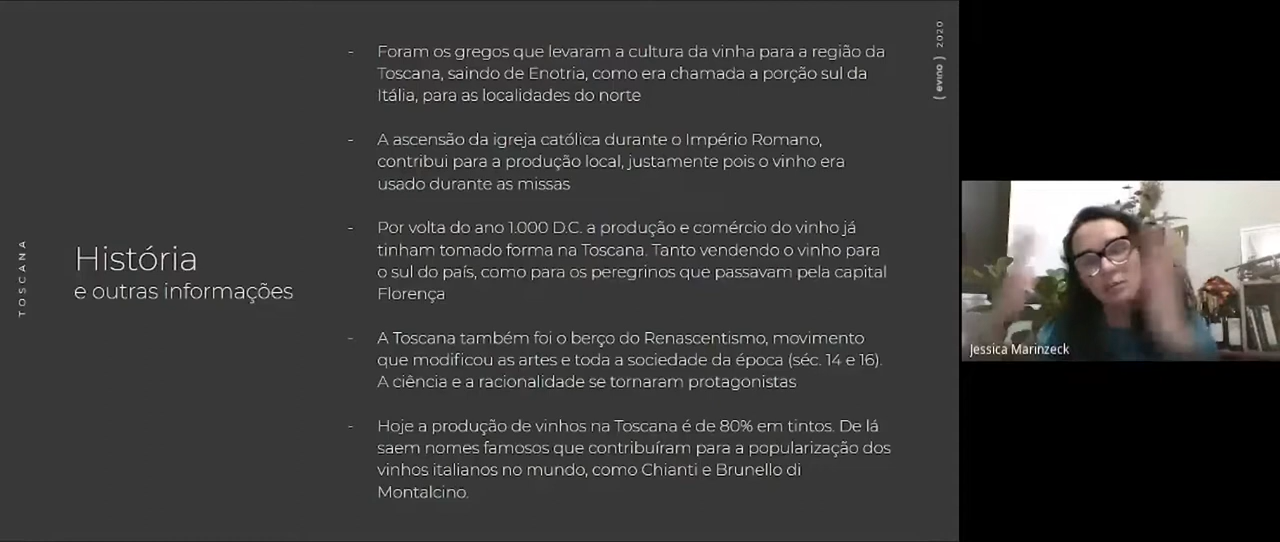 TOSCANA
História
e outras informações
- Foram os gregos que levaram a cultura da vinha para a região da
Toscana, saindo de Enotria, como era chamada a porção sul da
Itália, para as localidades do norte
- A ascensão da igreja católica durante o Império Romano,
contribui para a produção local, justamente pois o vinho era
usado durante as missas
- Por volta do ano 1.000 D.C. a produção e comércio do vinho já
tinham tomado forma na Toscana. Tanto vendendo o vinho para
o sul do país, como para os peregrinos que passavam pela capital
Florença
- A Toscana também foi o berço do Renascentismo, movimento
que modificou as artes e toda a sociedade da época (séc. 14 e 16).
A ciência e a racionalidade se tornaram protagonistas
- Hoje a produção de vinhos na Toscana é de 80% em tintos. De lá
saem nomes famosos que contribuíram para a popularização dos
vinhos italianos no mundo, como Chianti e Brunello di
Montalcino.
( evino ) 2020
Jessica Marinzeck